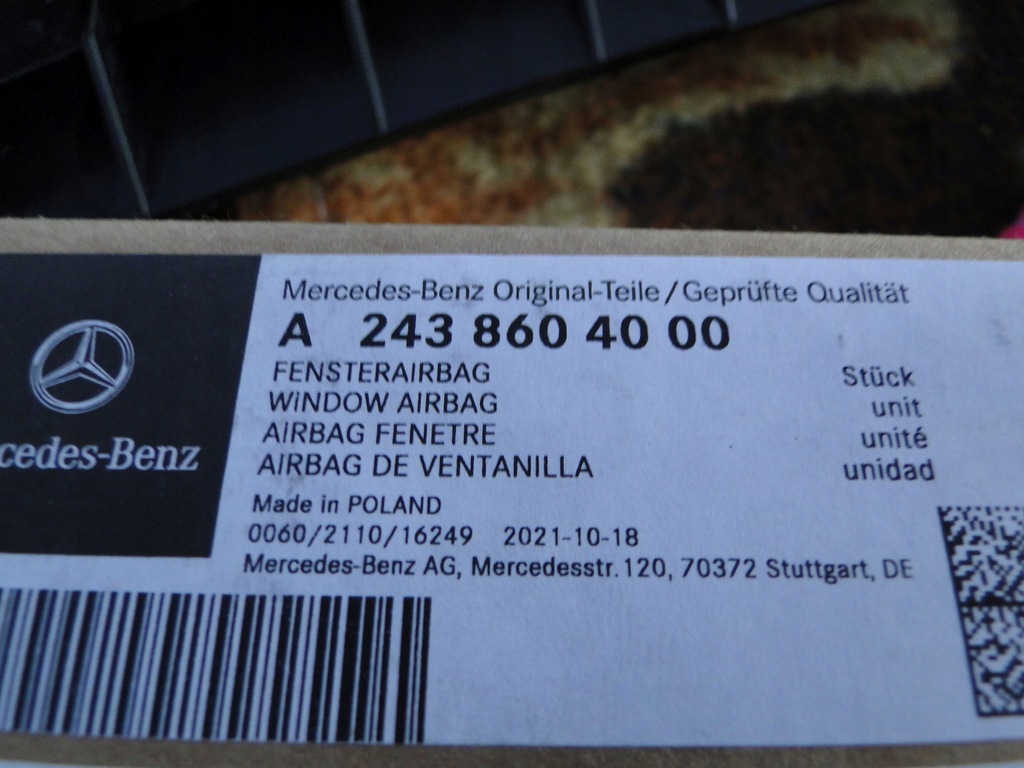 Mercedes-Benz Original-Teile/Geprüfte Qualität
A 243 860 40 00
FENSTERAIRBAG Stück
WINDOW AIRBAG unit
AIRBAG FENETRE unité
AIRBAG DE VENTANILLA unidad
cedes-Benz
Made in POLAND
0060/2110/16249 2021-10-18
Mercedes-Benz AG, Mercedesstr. 120, 70372 Stuttgart, DE